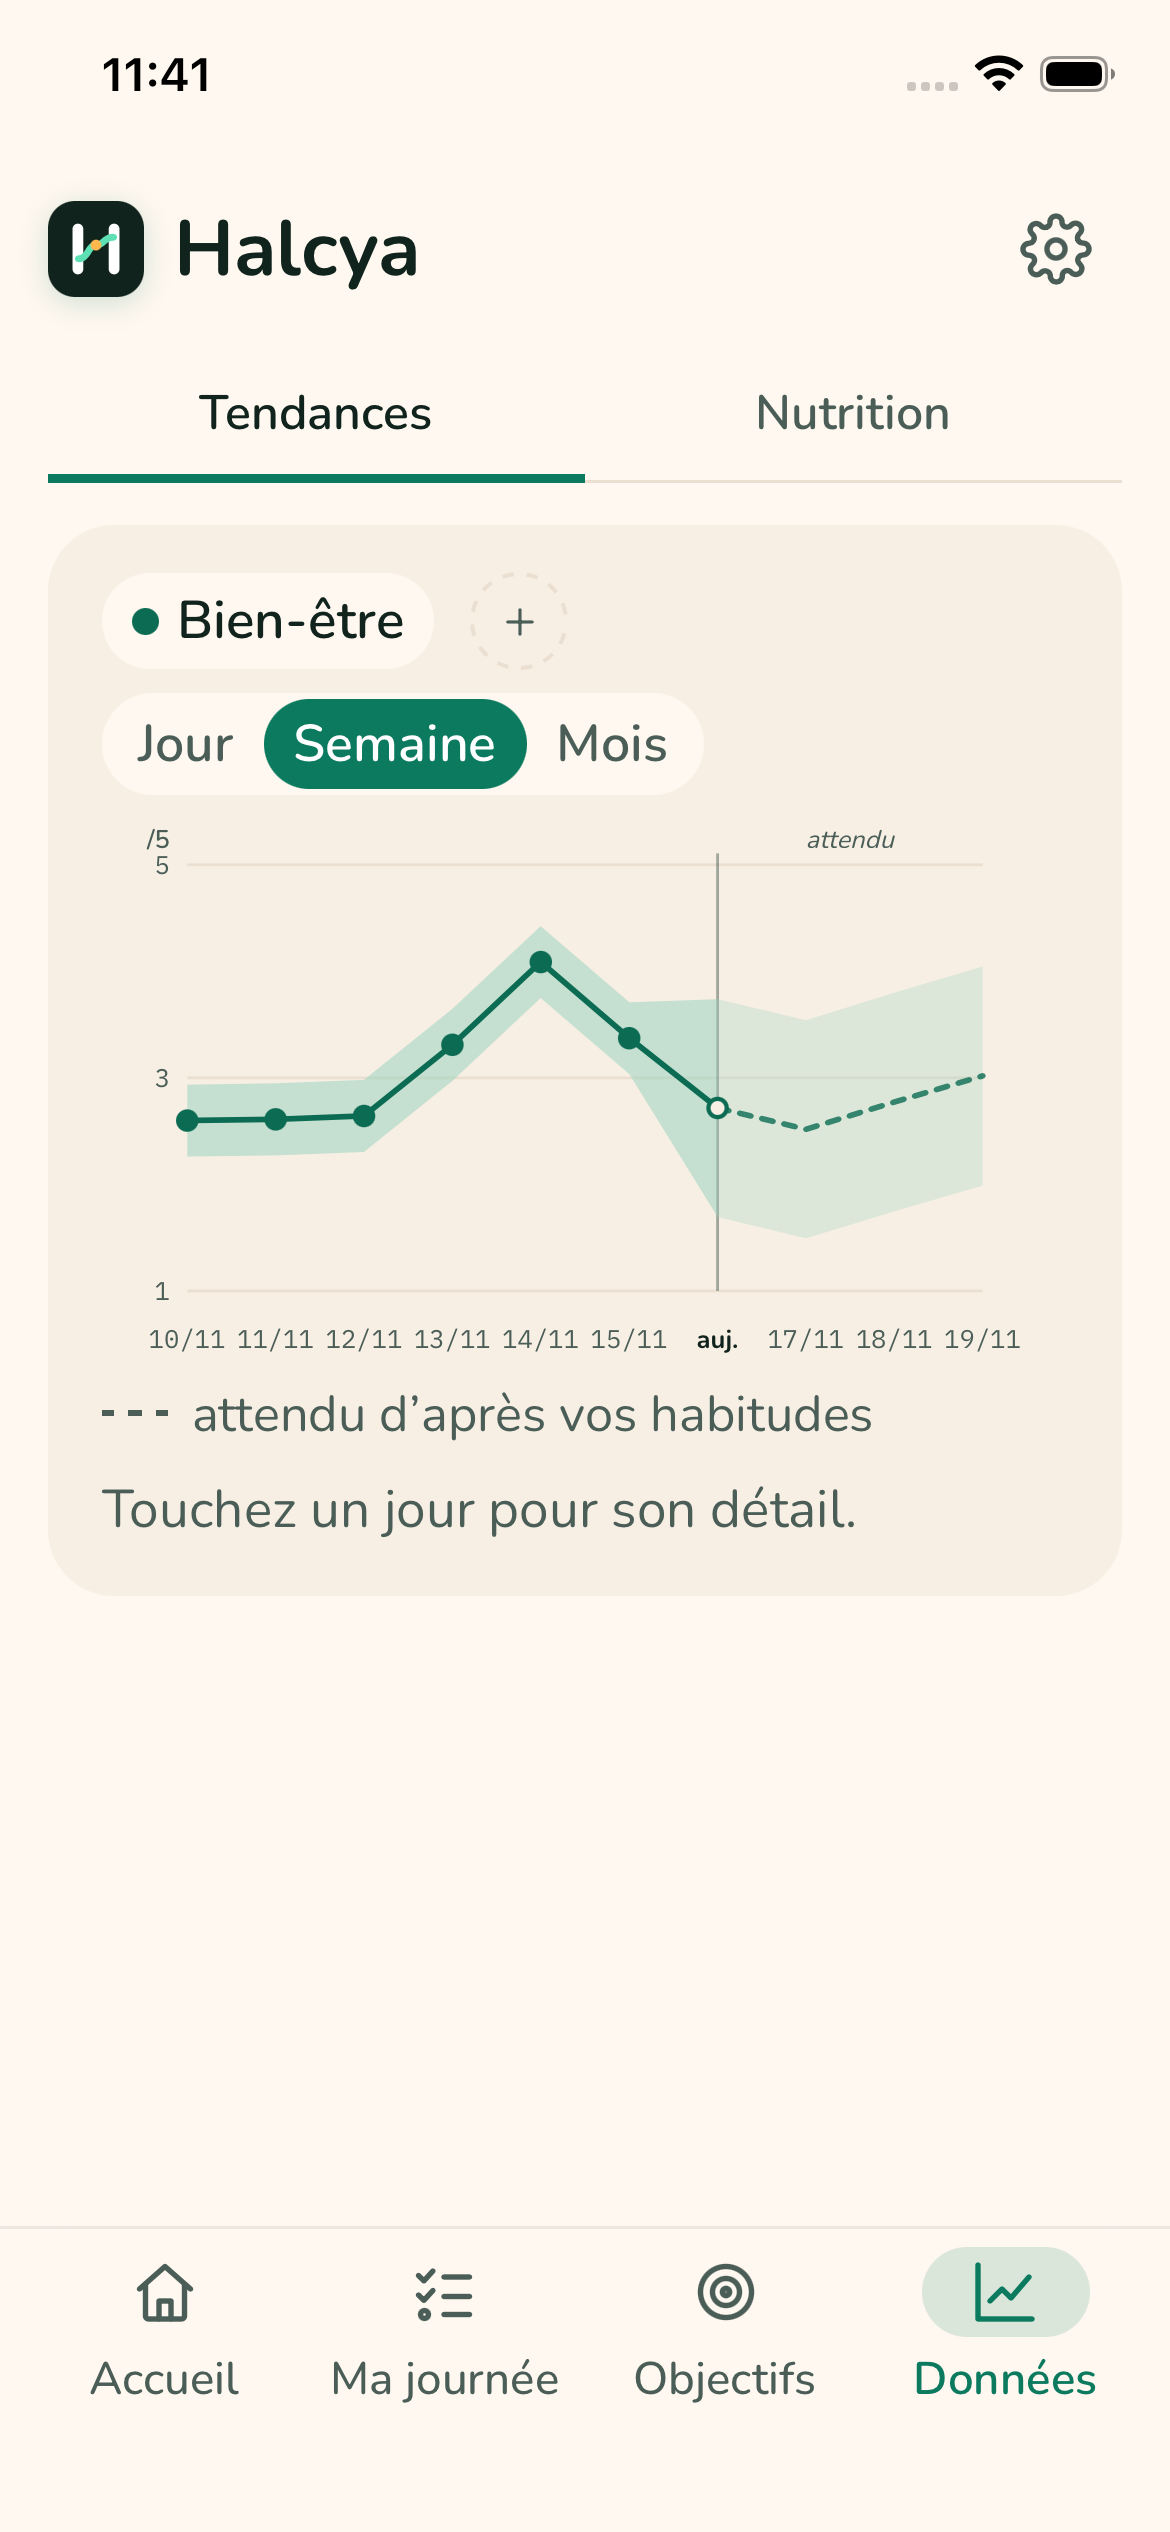 11:41
Halcya
Tendances Nutrition
Bien-être +
Jour Semaine Mois
/5 attendu
5
3
1
10/11 11/11 12/11 13/11 14/11 15/11 auj. 17/11 18/11 19/11
attendu d’après vos habitudes
Touchez un jour pour son détail.
Accueil Ma journée Objectifs Données